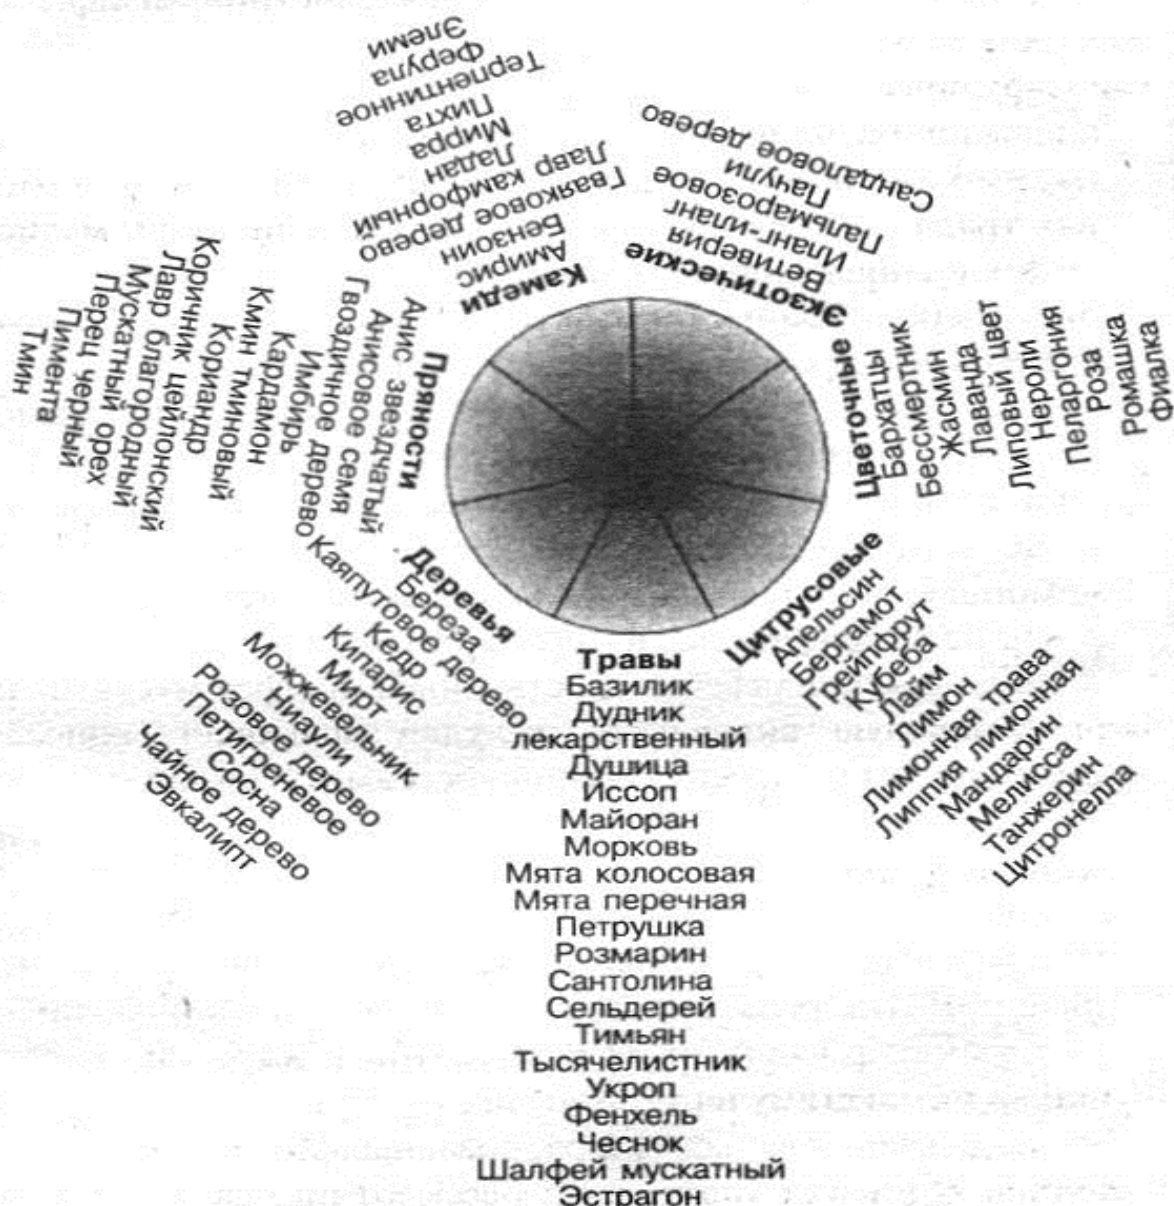 Камеди
Амирис
Бензоин
Гваяковое дерево
Лавр камфорный
Ладан
Мирра
Пихта
Терпентинное
Ферула
Элеми
Экзотические
Ветиверия
Иланг-иланг
Пальмарозовое
Пачули
Сандаловое дерево
Цветочные
Бархатцы
Бессмертник
Жасмин
Лаванда
Липовый цвет
Нероли
Пеларгония
Роза
Ромашка
Фиалка
Цитрусовые
Апельсин
Бергамот
Грейпфрут
Кубеба
Лайм
Лимон
Лимонная трава
Липпия лимонная
Мандарин
Мелисса
Танжерин
Цитронелла
Травы
Базилик
Дудник
лекарственный
Душица
Иссоп
Майоран
Морковь
Мята колосовая
Мята перечная
Петрушка
Розмарин
Сантолина
Сельдерей
Тимьян
Тысячелистник
Укроп
Фенхель
Чеснок
Шалфей мускатный
Эстрагон
Деревья
Береза
Каяпутовое дерево
Кедр
Кипарис
Мирт
Можжевельник
Ниаули
Петигреневое
Розовое дерево
Сосна
Чайное дерево
Эвкалипт
Пряности
Анис звездчатый
Анисовое семя
Гвоздичное дерево
Имбирь
Кардамон
Кмин тминовый
Кориандр
Коричник цейлонский
Лавр благородный
Мускатный орех
Перец черный
Пимента
Тмин